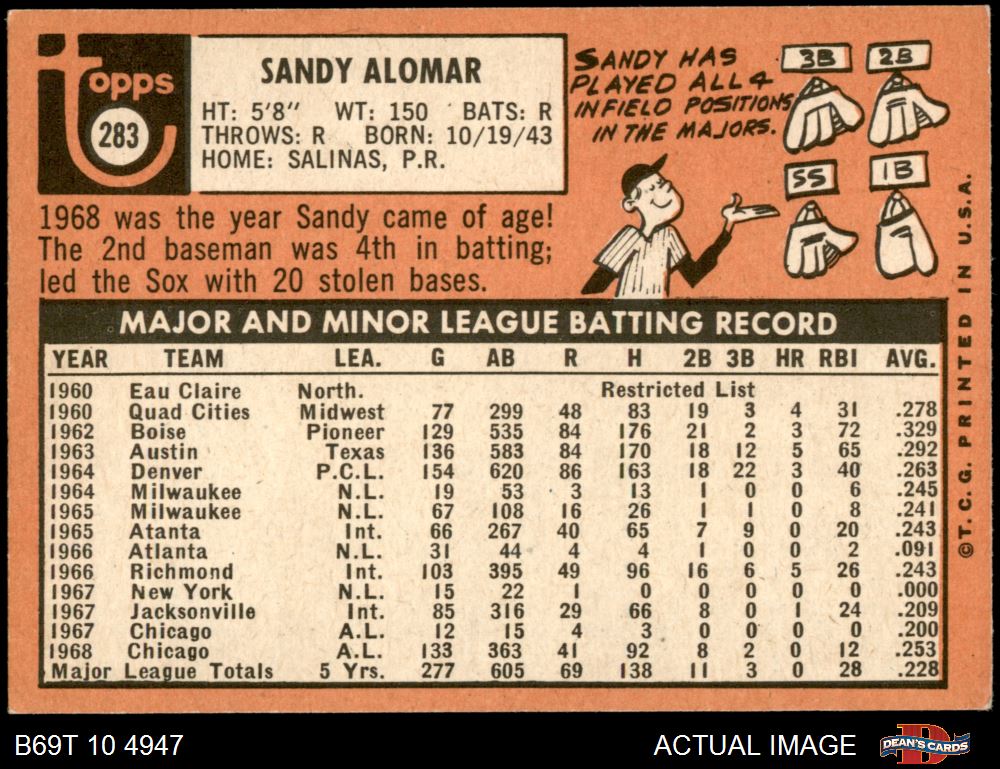 Topps
283
SANDY ALOMAR
HT: 5'8" WT: 150 BATS: R
THROWS: R BORN: 10/19/43
HOME: SALINAS, P.R.
SANDY HAS
PLAYED ALL 4
INFIELD POSITIONS
IN THE MAJORS.
3B 2B
SS 1B
1968 was the year Sandy came of age!
The 2nd baseman was 4th in batting;
led the Sox with 20 stolen bases.
MAJOR AND MINOR LEAGUE BATTING RECORD
YEAR TEAM LEA. G AB R H 2B 3B HR RBI AVG.
1960 Eau Claire North. Restricted List
1960 Quad Cities Midwest 77 299 48 83 19 3 4 31 .278
1962 Boise Pioneer 129 535 84 176 21 2 3 72 .329
1963 Austin Texas 136 583 84 170 18 12 5 65 .292
1964 Denver P.C.L. 154 620 86 163 18 22 3 40 .263
1964 Milwaukee N.L. 19 53 3 13 1 0 0 6 .245
1965 Milwaukee N.L. 67 108 16 26 1 1 0 8 .241
1965 Atanta Int. 66 267 40 65 7 9 0 20 .243
1966 Atlanta N.L. 31 44 4 4 1 0 0 2 .091
1966 Richmond Int. 103 395 49 96 16 6 5 26 .243
1967 New York N.L. 15 22 1 0 0 0 0 0 .000
1967 Jacksonville Int. 85 316 29 66 8 0 1 24 .209
1967 Chicago A.L. 12 15 4 3 0 0 0 0 .200
1968 Chicago A.L. 133 363 41 92 8 2 0 12 .253
Major League Totals 5 Yrs. 277 605 69 138 11 3 0 28 .228
©T.C.G. PRINTED IN U.S.A.
B69T 10 4947
ACTUAL IMAGE
DEAN'S CARDS